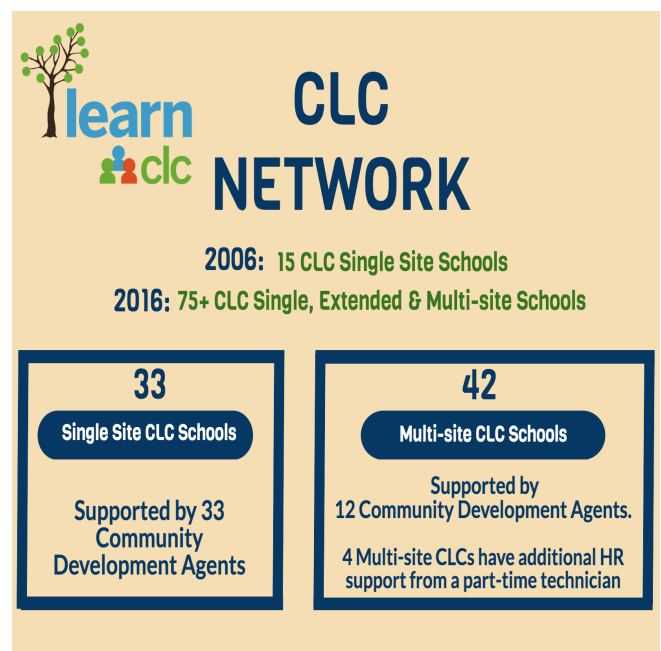 learn
clc
CLC
NETWORK
2006: 15 CLC Single Site Schools
2016: 75+ CLC Single, Extended & Multi-site Schools
33
Single Site CLC Schools
Supported by 33
Community
Development Agents
42
Multi-site CLC Schools
Supported by
12 Community Development Agents.
4 Multi-site CLCs have additional HR
support from a part-time technician